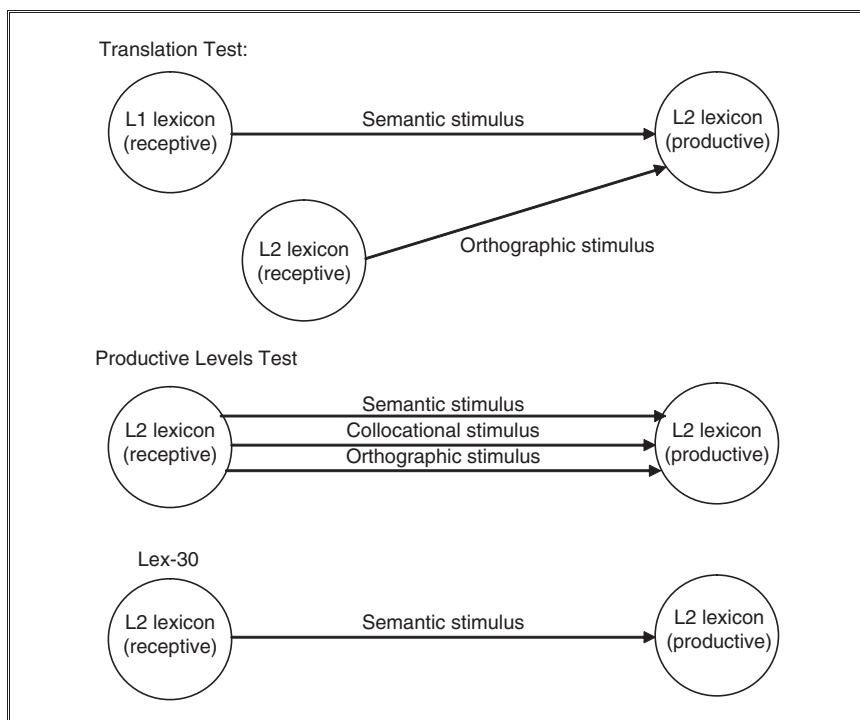 Translation Test:
L1 lexicon
(receptive)
Semantic stimulus
L2 lexicon
(productive)
L2 lexicon
(receptive)
Orthographic stimulus
Productive Levels Test
L2 lexicon
(receptive)
Semantic stimulus
Collocational stimulus
Orthographic stimulus
L2 lexicon
(productive)
Lex-30
L2 lexicon
(receptive)
Semantic stimulus
L2 lexicon
(productive)